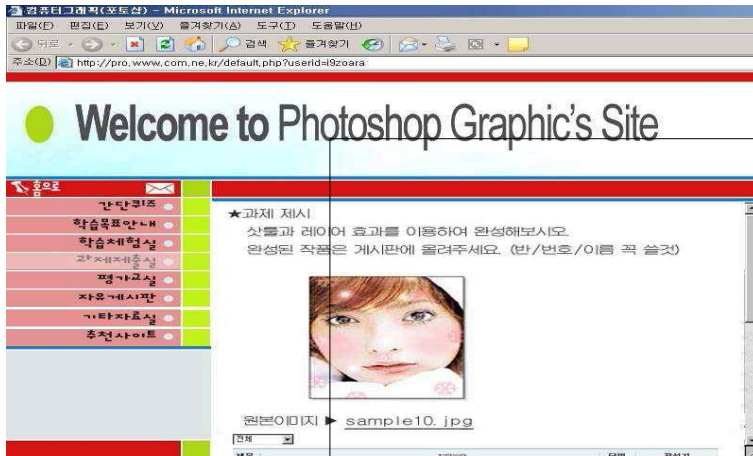 컴퓨터그래픽(포토샵) - Microsoft Internet Explorer
파일(F) 편집(E) 보기(V) 즐겨찾기(A) 도구(T) 도움말(H)
뒤로 검색 즐겨찾기
주소(D) http://pro.www.com.ne.kr/default.php?userid=i9zoara
Welcome to Photoshop Graphic's Site
홈으로
간단퀴즈
학습목표안내
학습체험실
과제제출실
평가교실
자유게시판
기타자료실
추천사이트
★과제 제시
삿툴과 레이어 효과를 이용하여 완성해보시오.
완성된 작품은 게시판에 올려주세요. (반/번호/이름 꼭 쓸것)
원본이미지 ▶ sample10.jpg
전체